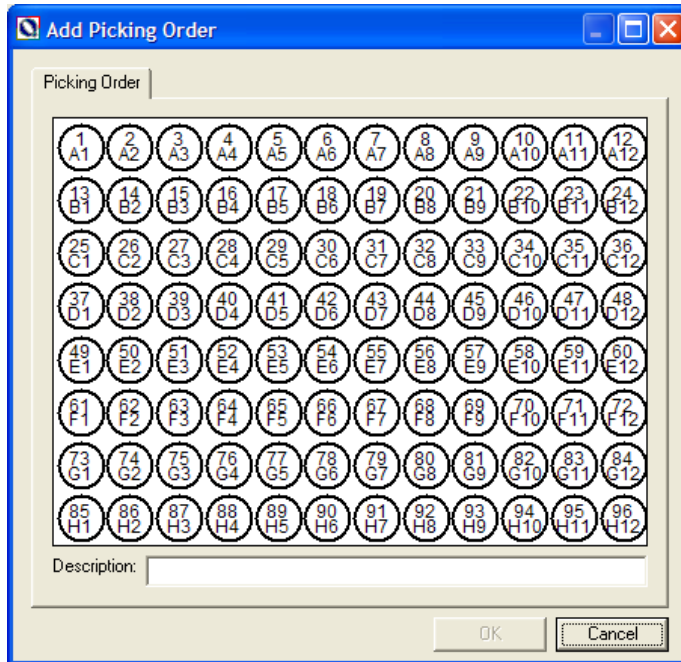 Add Picking Order
Picking Order
1 2 3 4 5 6 7 8 9 10 11 12
A1 A2 A3 A4 A5 A6 A7 A8 A9 A10 A11 A12
13 14 15 16 17 18 19 20 21 22 23 24
B1 B2 B3 B4 B5 B6 B7 B8 B9 B10 B11 B12
25 26 27 28 29 30 31 32 33 34 35 36
C1 C2 C3 C4 C5 C6 C7 C8 C9 C10 C11 C12
37 38 39 40 41 42 43 44 45 46 47 48
D1 D2 D3 D4 D5 D6 D7 D8 D9 D10 D11 D12
49 50 51 52 53 54 55 56 57 58 59 60
E1 E2 E3 E4 E5 E6 E7 E8 E9 E10 E11 E12
61 62 63 64 65 66 67 68 69 70 71 72
F1 F2 F3 F4 F5 F6 F7 F8 F9 F10 F11 F12
73 74 75 76 77 78 79 80 81 82 83 84
G1 G2 G3 G4 G5 G6 G7 G8 G9 G10 G11 G12
85 86 87 88 89 90 91 92 93 94 95 96
H1 H2 H3 H4 H5 H6 H7 H8 H9 H10 H11 H12
Description:
OK Cancel